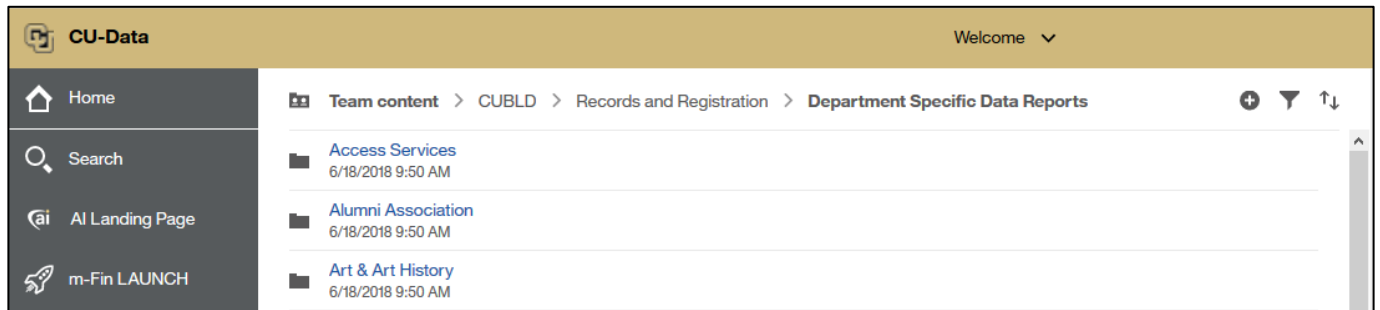 CU-Data
Welcome
Home
Team content > CUBLD > Records and Registration > Department Specific Data Reports
Access Services
6/18/2018 9:50 AM
Search
Alumni Association
6/18/2018 9:50 AM
ai AI Landing Page
Art & Art History
6/18/2018 9:50 AM
m-Fin LAUNCH